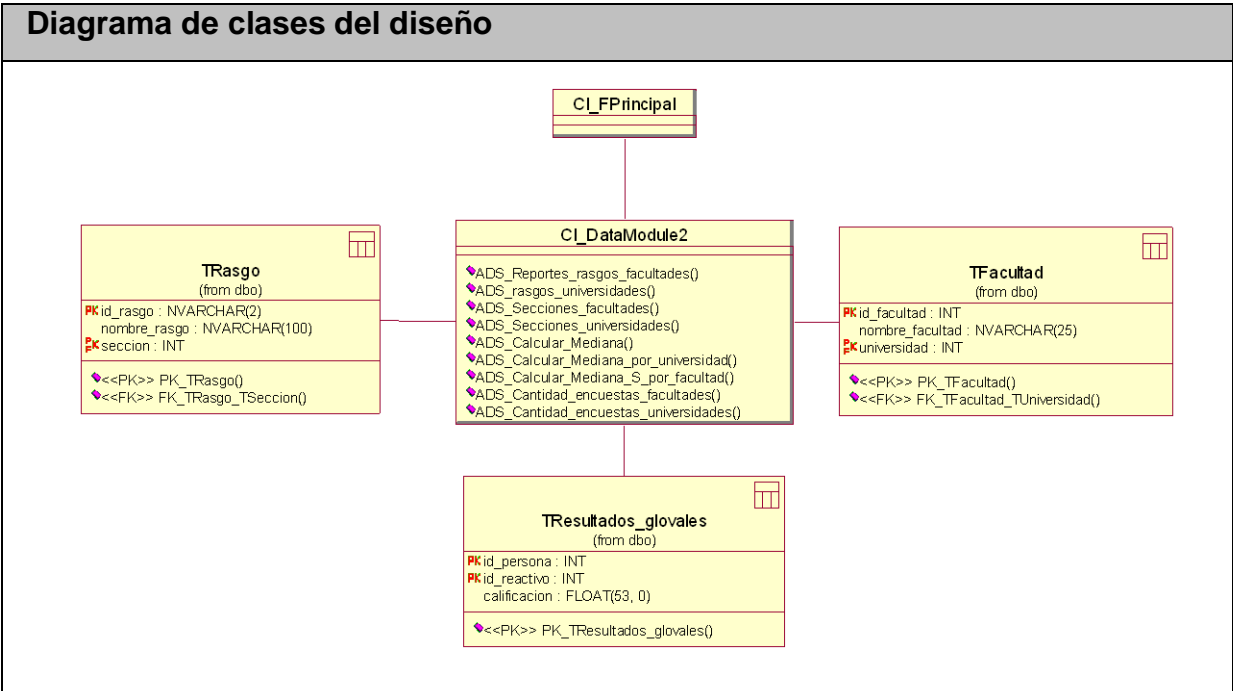 Diagrama de clases del diseño
CI_FPrincipal
TRasgo
(from dbo)
PK id_rasgo : NVARCHAR(2)
nombre_rasgo : NVARCHAR(100)
PK F seccion : INT
<<PK>> PK_TRasgo()
<<FK>> FK_TRasgo_TSeccion()
CI_DataModule2
ADS_Reportes_rasgos_facultades()
ADS_rasgos_universidades()
ADS_Secciones_facultades()
ADS_Secciones_universidades()
ADS_Calcular_Mediana()
ADS_Calcular_Mediana_por_universidad()
ADS_Calcular_Mediana_S_por_facultad()
ADS_Cantidad_encuestas_facultades()
ADS_Cantidad_encuestas_universidades()
TFacultad
(from dbo)
PK id_facultad : INT
nombre_facultad : NVARCHAR(25)
PK F universidad : INT
<<PK>> PK_TFacultad()
<<FK>> FK_TFacultad_TUniversidad()
TResultados_glovales
(from dbo)
PK id_persona : INT
PK id_reactivo : INT
calificacion : FLOAT(53, 0)
<<PK>> PK_TResultados_glovales()